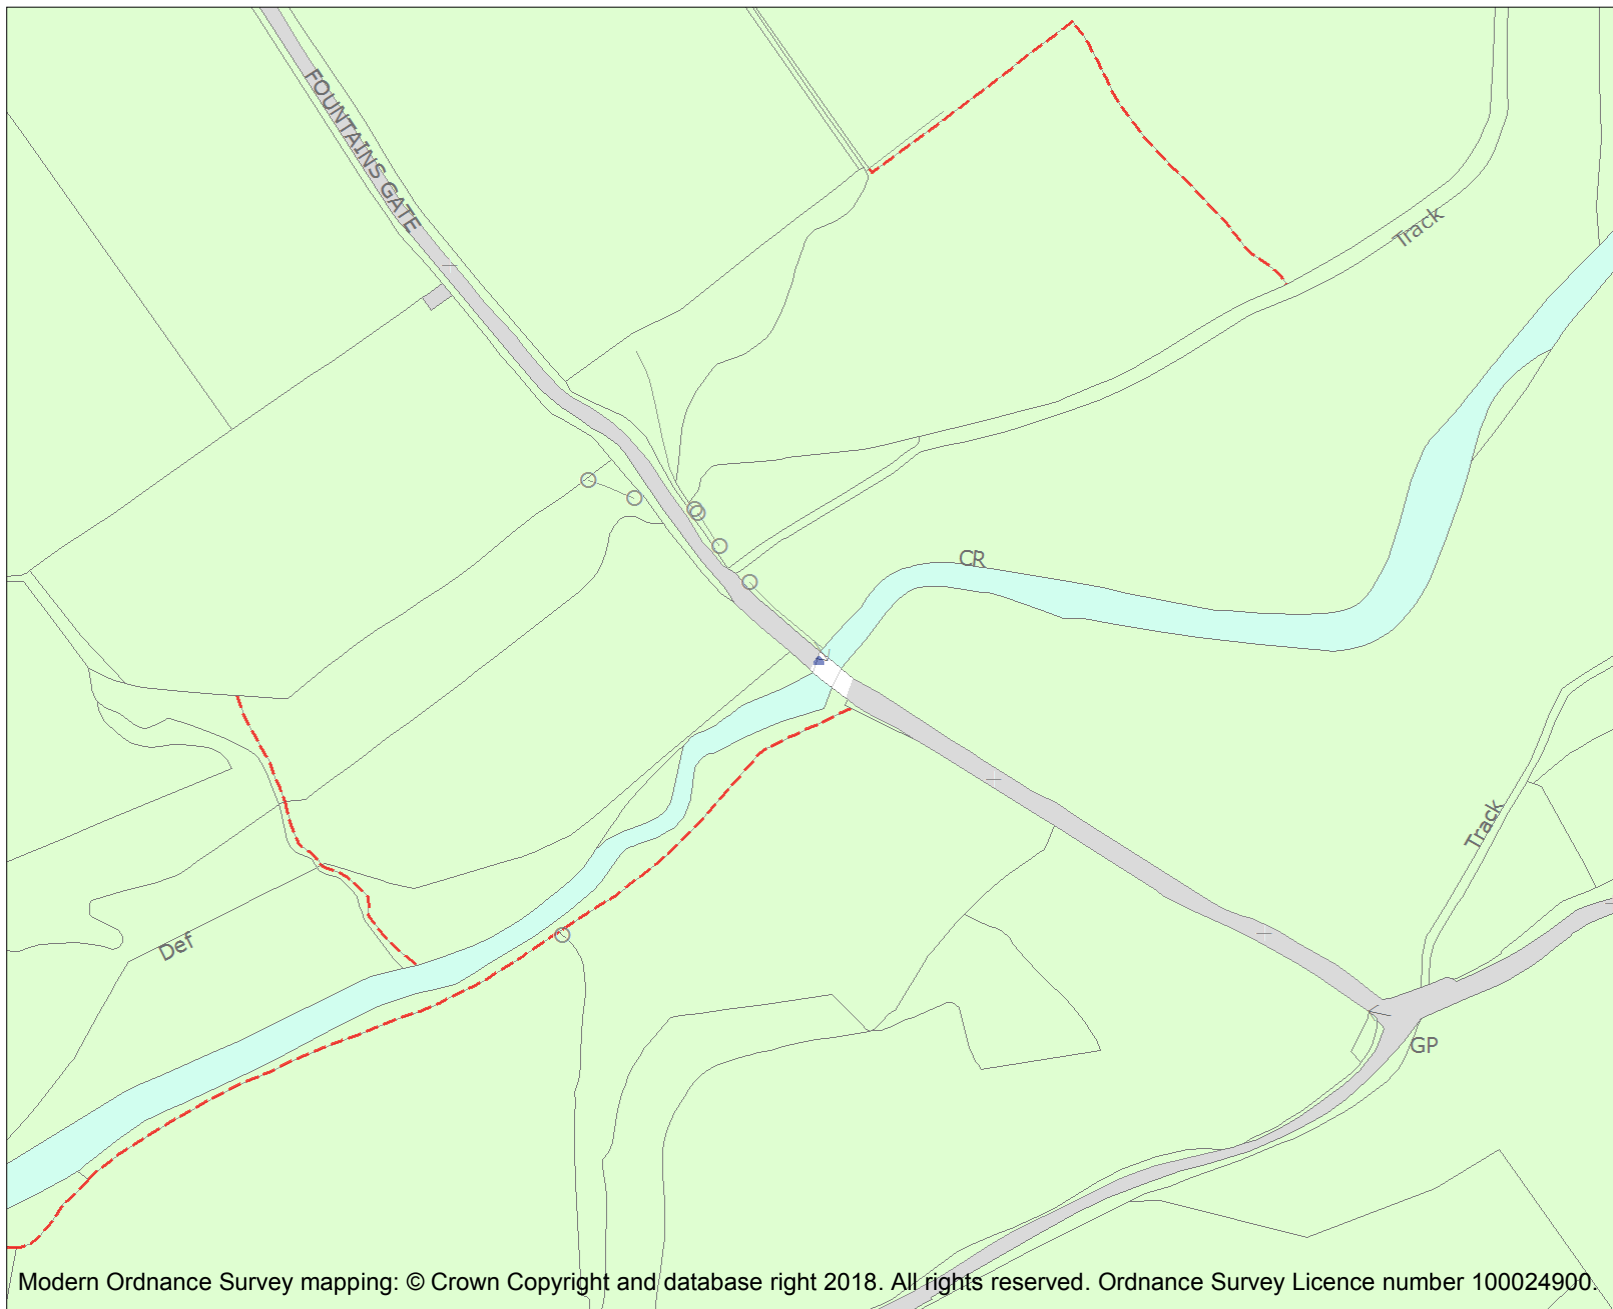 FOUNTAINS GATE
Track
CR
Track
Def
GP
Modern Ordnance Survey mapping: © Crown Copyright and database right 2018. All rights reserved. Ordnance Survey Licence number 100024900.